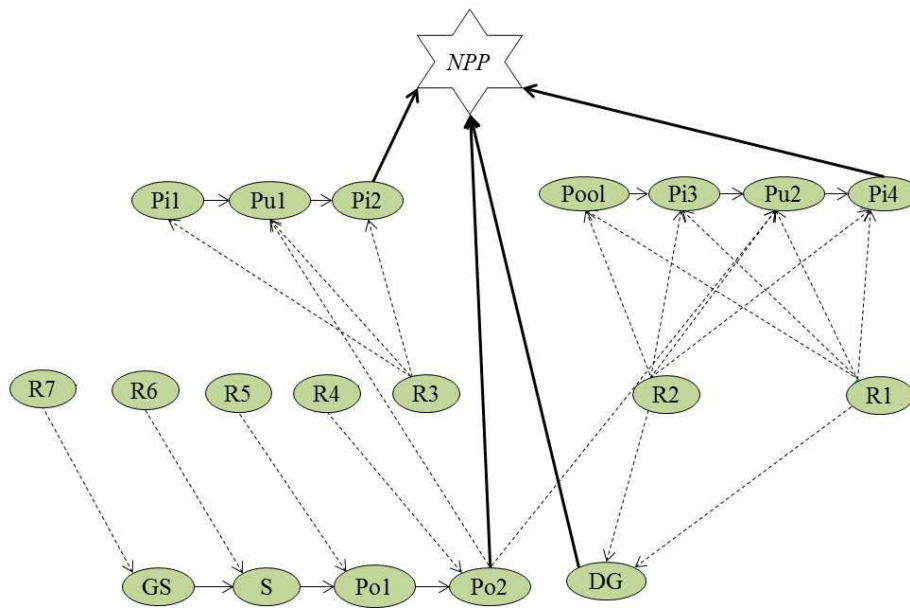 NPP
Pi1 Pu1 Pi2 Pool Pi3 Pu2 Pi4
R7 R6 R5 R4 R3 R2 R1
GS S Po1 Po2 DG